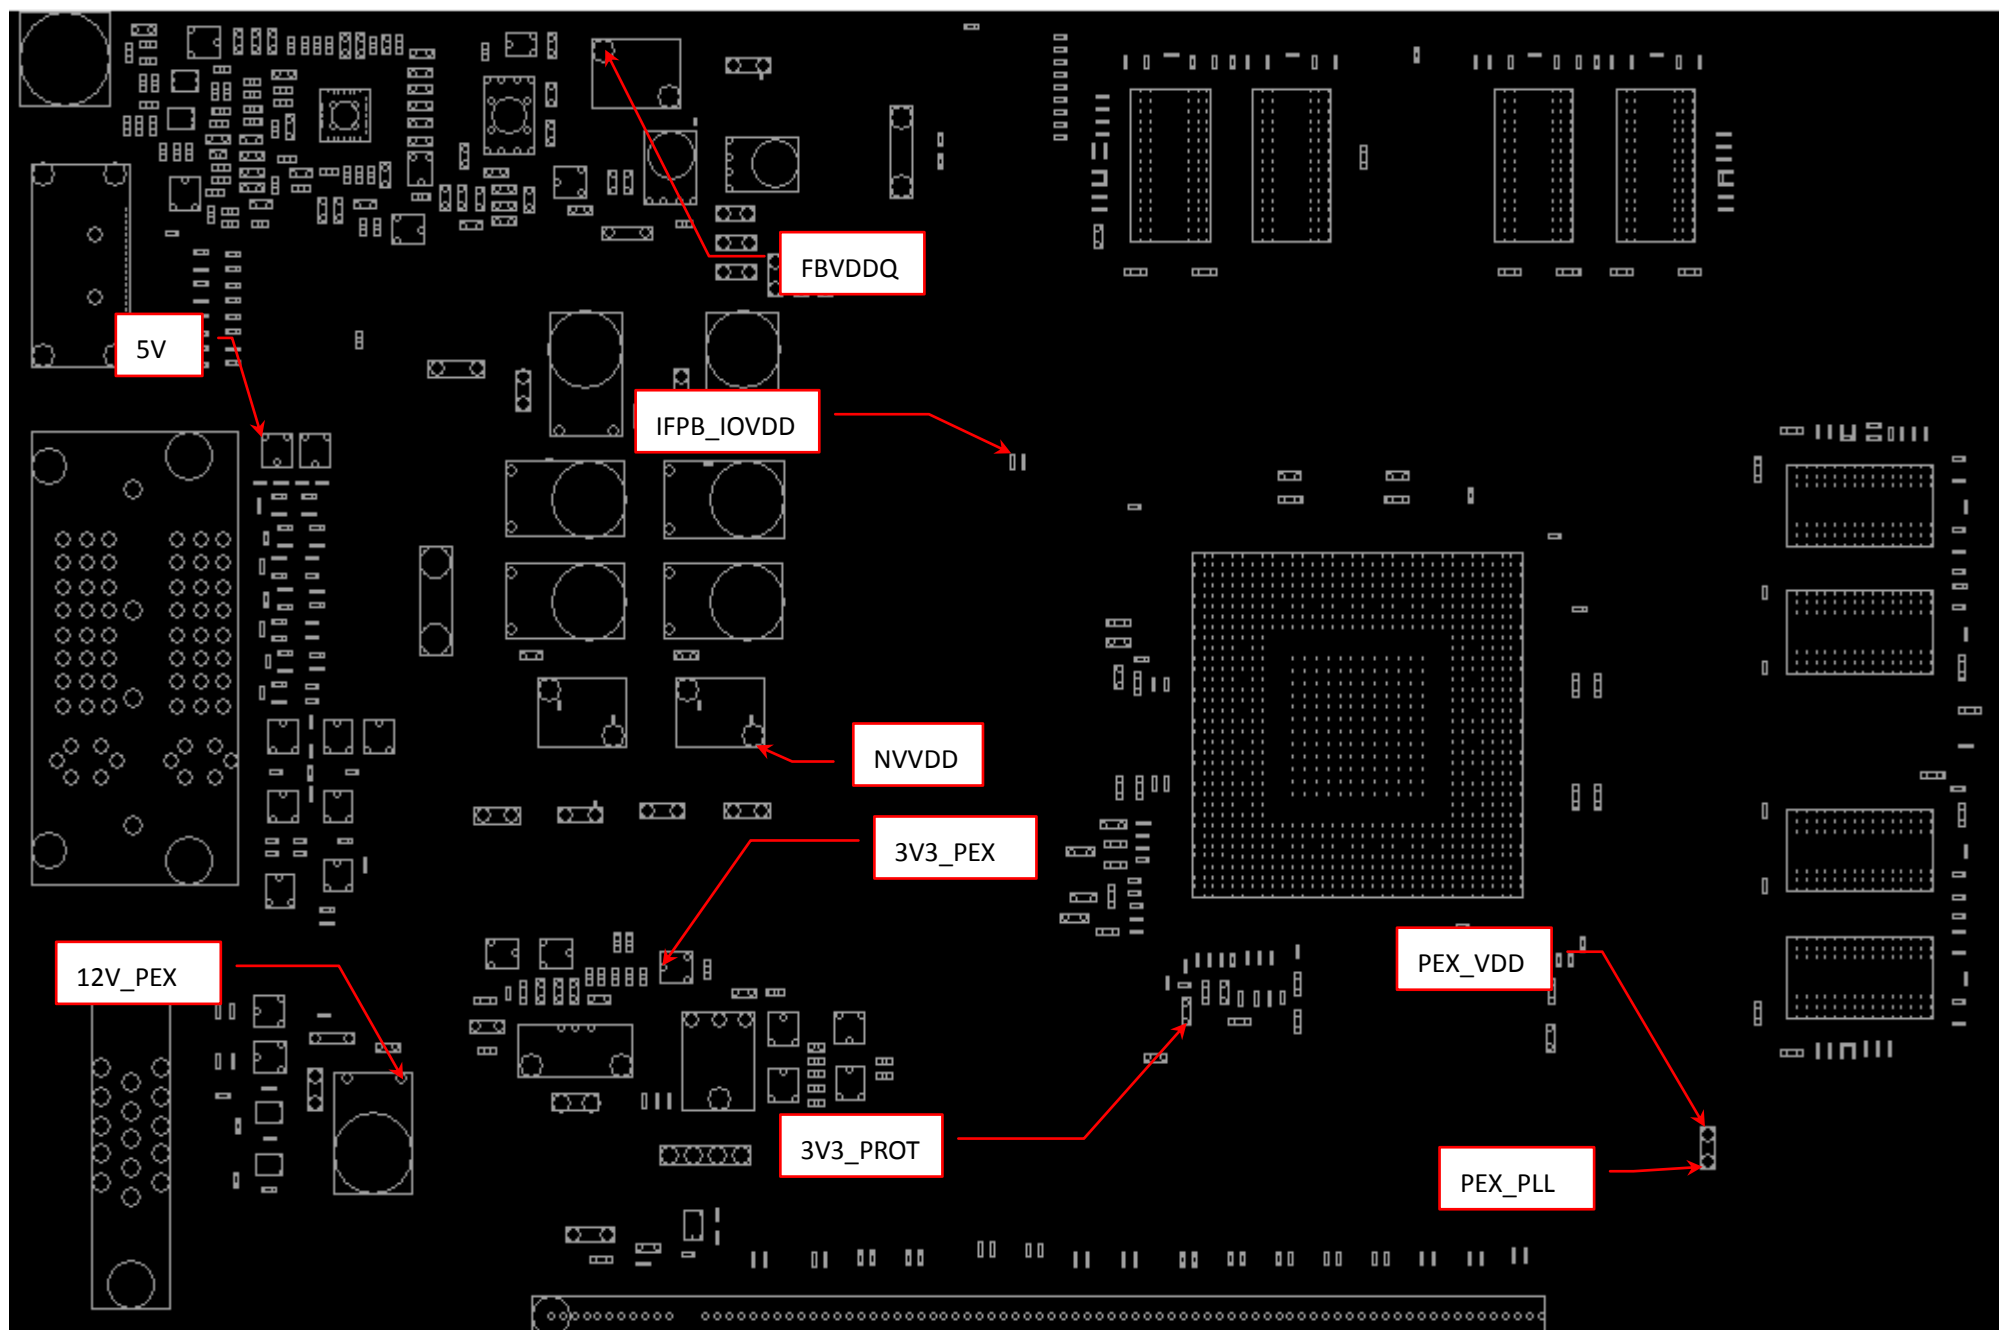 FBVDDQ
5V
IFPB_IOVDD
NVVDD
3V3_PEX
12V_PEX
PEX_VDD
3V3_PROT
PEX_PLL